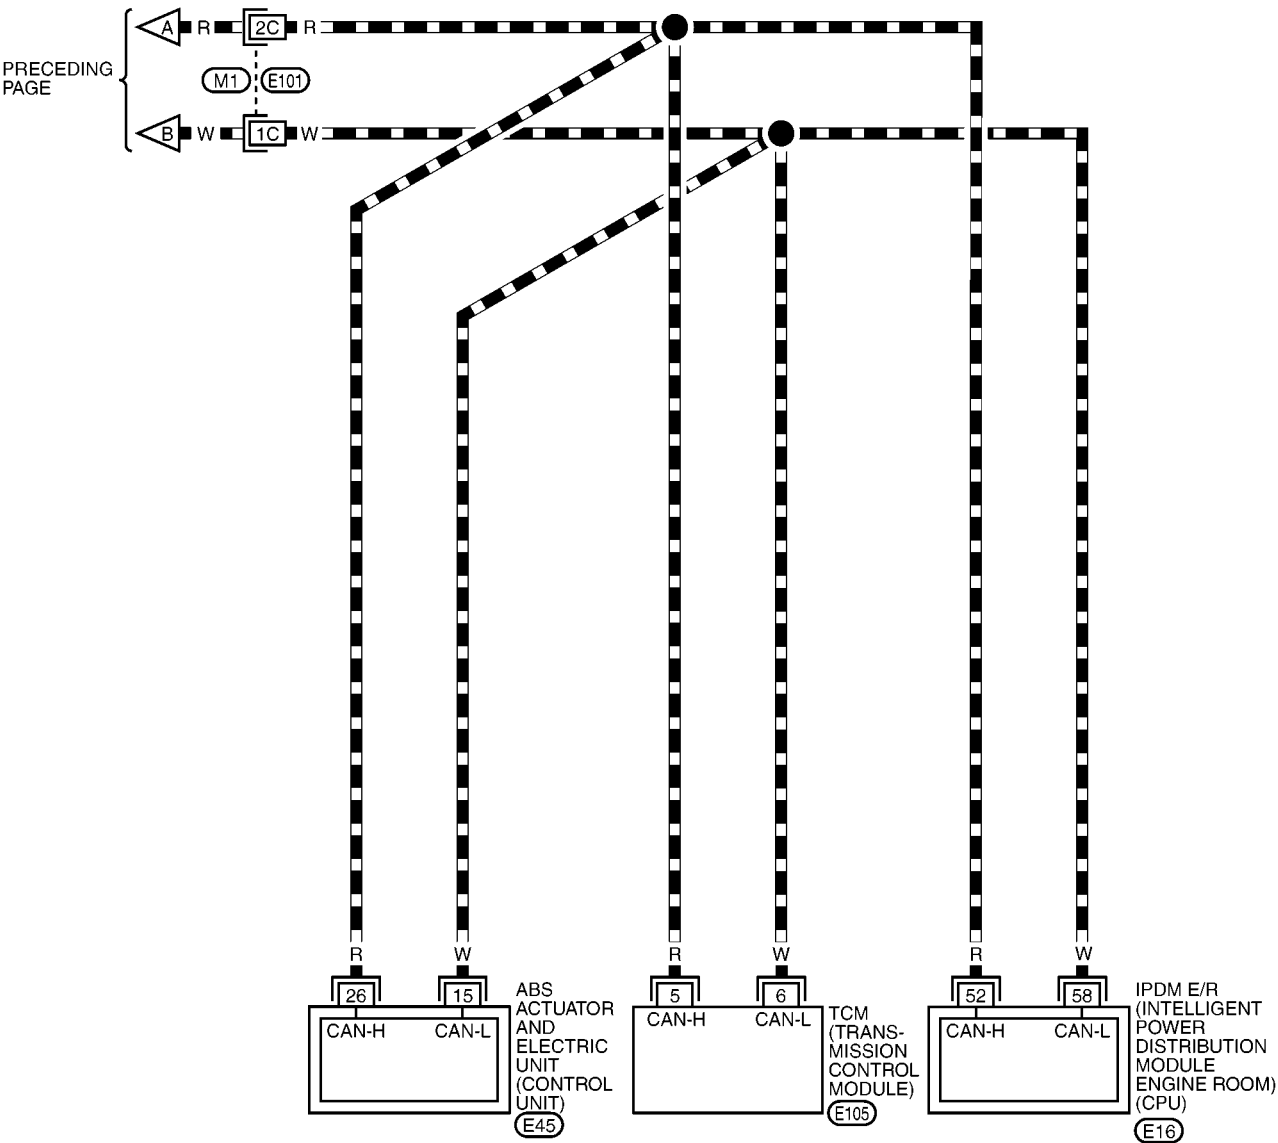 A R 2C R
PRECEDING
PAGE
M1 E101
B W 1C W
R W R W R W
26 15 5 6 52 58
CAN-H CAN-L
ABS
ACTUATOR
AND
ELECTRIC
UNIT
(CONTROL
UNIT)
E45
CAN-H CAN-L
TCM
(TRANS-
MISSION
CONTROL
MODULE)
E105
CAN-H CAN-L
IPDM E/R
(INTELLIGENT
POWER
DISTRIBUTION
MODULE
ENGINE ROOM)
(CPU)
E16